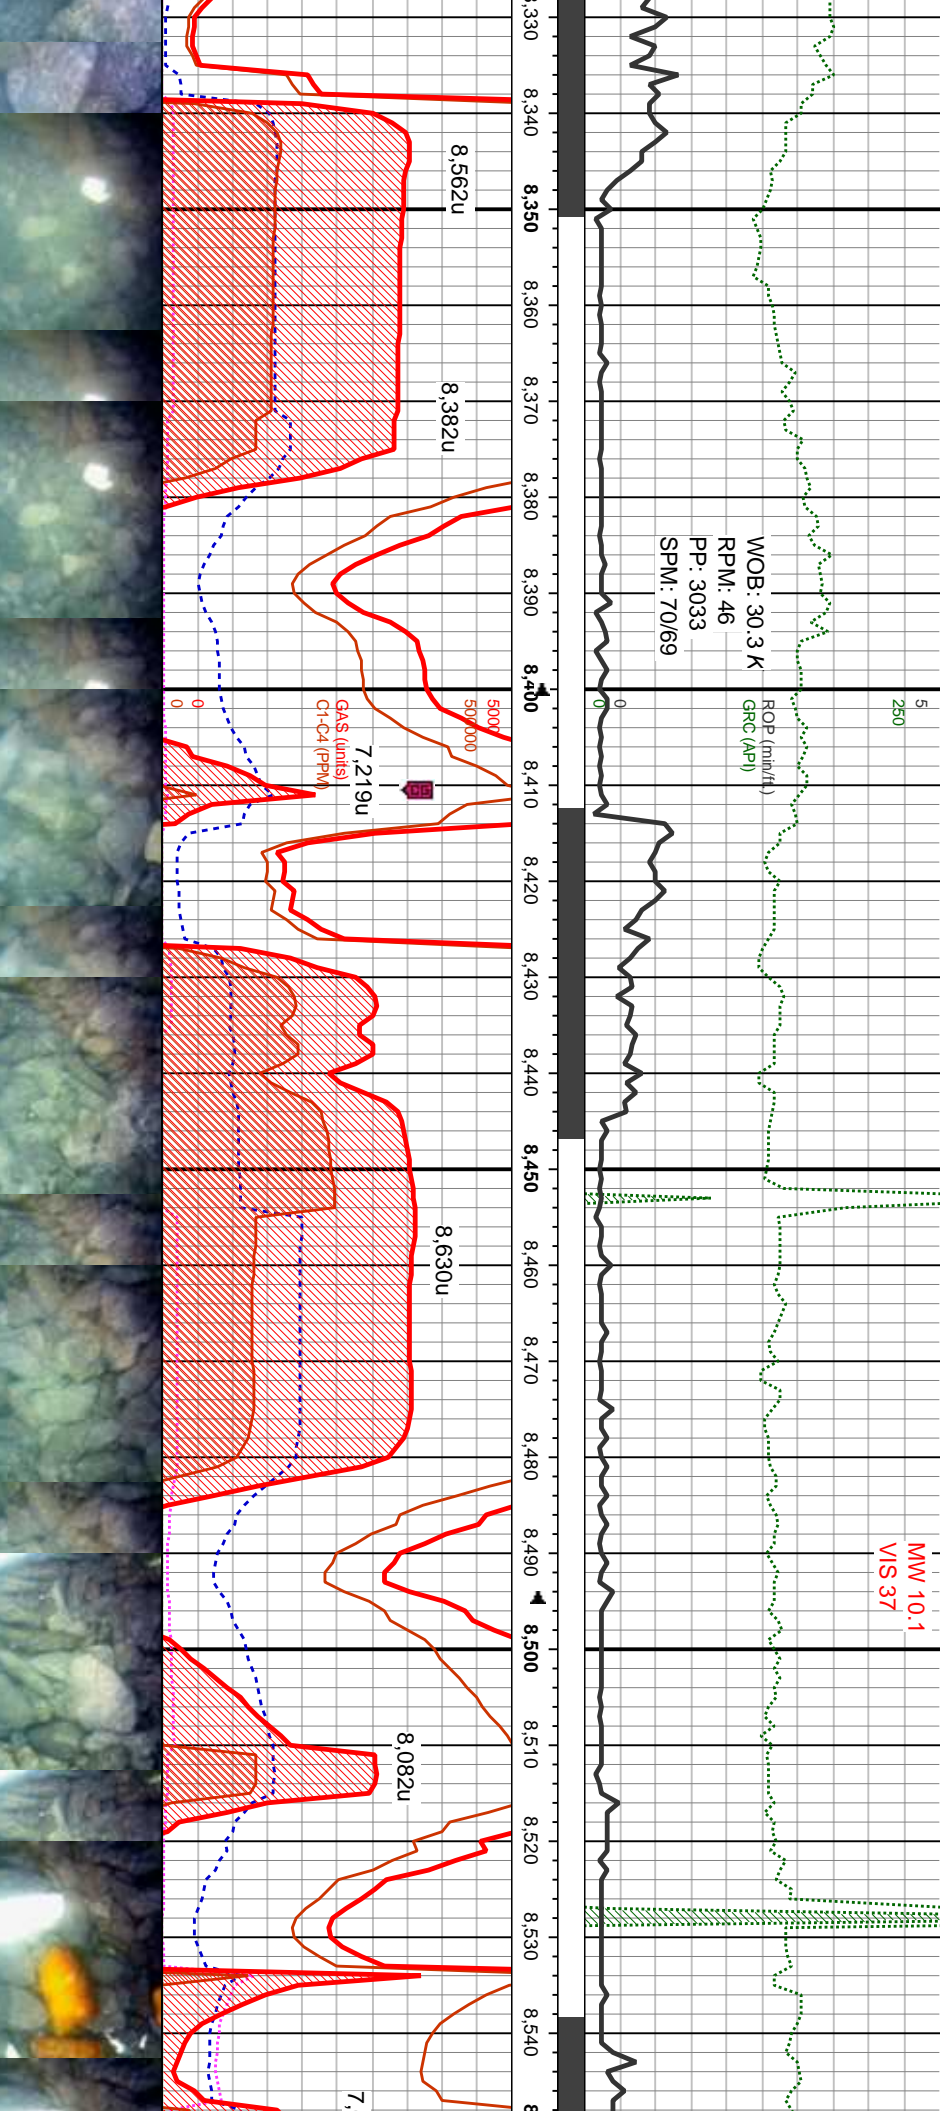 8,330
8,340
8,350
8,360
8,370
8,380
8,390
8,400
8,410
8,420
8,430
8,440
8,450
8,460
8,470
8,480
8,490
8,500
8,510
8,520
8,530
8,540
8,562u
8,382u
7,219u
8,630u
8,082u
7,
WOB: 30.3 K
RPM: 46
PP: 3033
SPM: 70/69
0 5
ROP (min/ft.)
0 250
GRC (API)
0 5000
GAS (units)
0 500000
C1-C4 (PPM)
MW 10.1
VIS 37